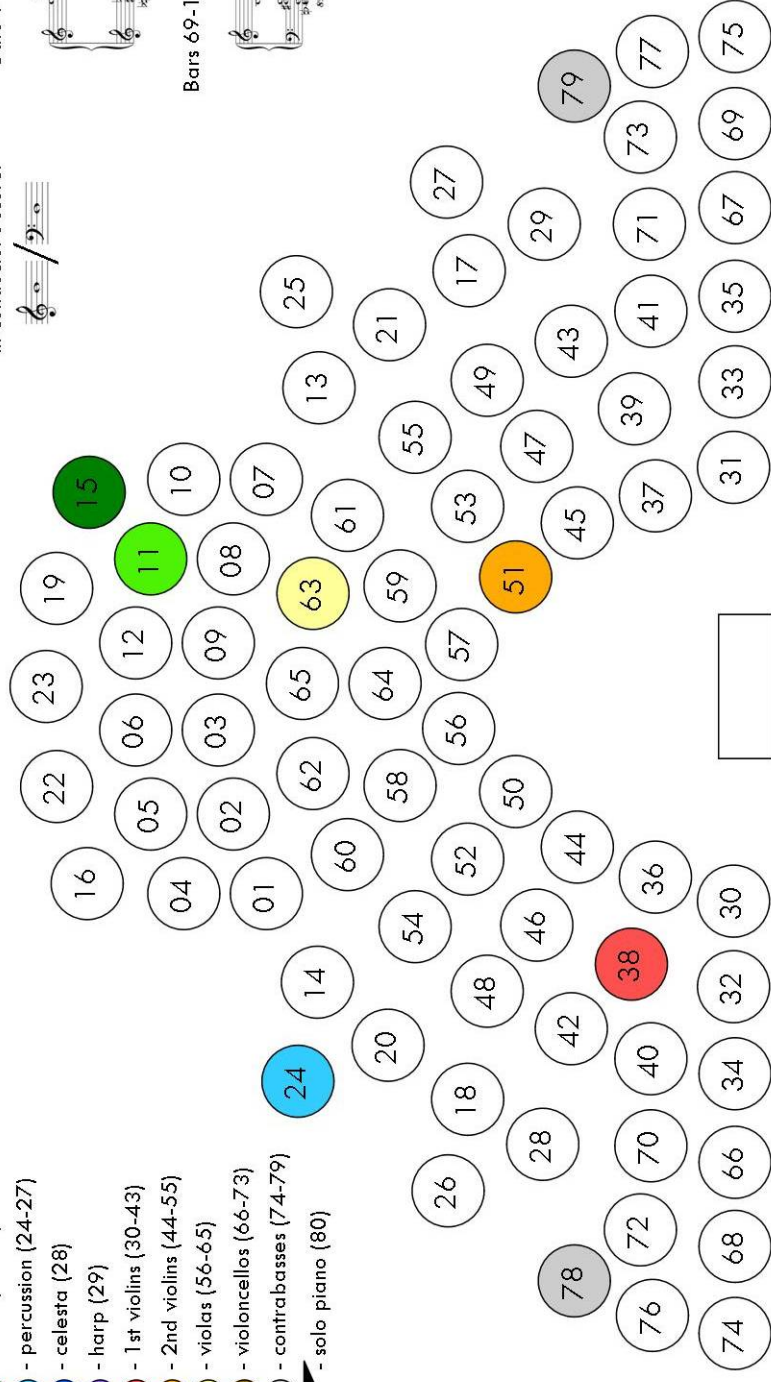 - percussion (24-27)
- celesta (28)
- harp (29)
- 1st violins (30-43)
- 2nd violins (44-55)
- violas (56-65)
- violoncellos (66-73)
- contrabasses (74-79)
- solo piano (80)
Bars 69-1
22 23 19
16 15
05 06 12 11
04 10
02 03 09 08
01 07
14 13
24 25
60 62 65 63 61
20 21
58 64 59
54 55
26 18 17 27
48 52 56 57 53 49
28 46 50 51 47 29
78 42 44 45 43 79
72 38 39 73
76 70 40 36 37 41 71 77
74 68 66 34 32 30 31 33 35 67 69 75